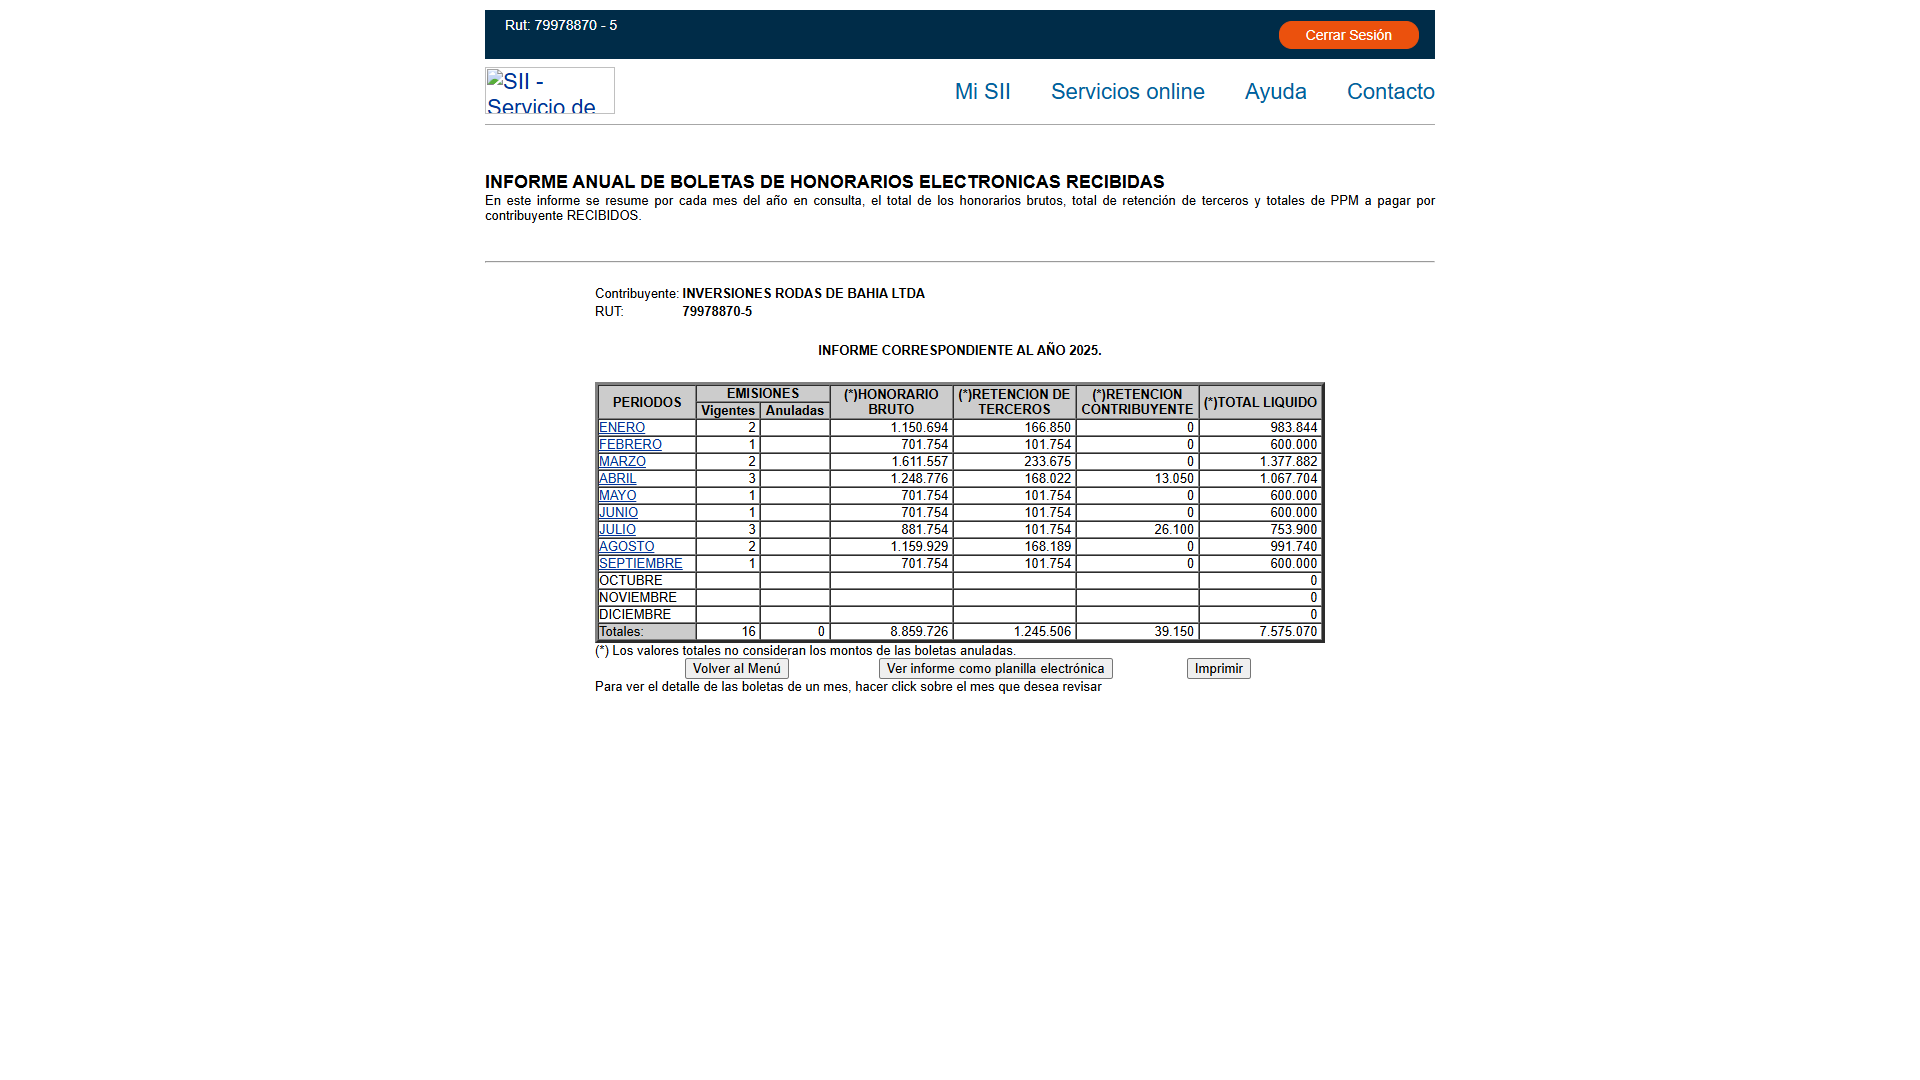 Rut: 79978870 - 5
Cerrar Sesión
SII -
Servicio de
Mi SII Servicios online Ayuda Contacto
INFORME ANUAL DE BOLETAS DE HONORARIOS ELECTRONICAS RECIBIDAS
En este informe se resume por cada mes del año en consulta, el total de los honorarios brutos, total de retención de terceros y totales de PPM a pagar por
contribuyente RECIBIDOS.
Contribuyente: INVERSIONES RODAS DE BAHIA LTDA
RUT: 79978870-5
INFORME CORRESPONDIENTE AL AÑO 2025.
PERIODOS EMISIONES (*)HONORARIO BRUTO (*)RETENCION DE TERCEROS (*)RETENCION CONTRIBUYENTE (*)TOTAL LIQUIDO
Vigentes Anuladas
ENERO 2 1.150.694 166.850 0 983.844
FEBRERO 1 701.754 101.754 0 600.000
MARZO 2 1.611.557 233.675 0 1.377.882
ABRIL 3 1.248.776 168.022 13.050 1.067.704
MAYO 1 701.754 101.754 0 600.000
JUNIO 1 701.754 101.754 0 600.000
JULIO 3 881.754 101.754 26.100 753.900
AGOSTO 2 1.159.929 168.189 0 991.740
SEPTIEMBRE 1 701.754 101.754 0 600.000
OCTUBRE 0
NOVIEMBRE 0
DICIEMBRE 0
Totales: 16 0 8.859.726 1.245.506 39.150 7.575.070
(*) Los valores totales no consideran los montos de las boletas anuladas.
Volver al Menú Ver informe como planilla electrónica Imprimir
Para ver el detalle de las boletas de un mes, hacer click sobre el mes que desea revisar